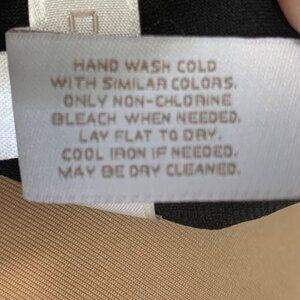 HAND WASH COLD
WITH SIMILAR COLORS.
ONLY NON-CHLORINE
BLEACH WHEN NEEDED.
LAY FLAT TO DRY.
COOL IRON IF NEEDED.
MAY BE DRY CLEANED.